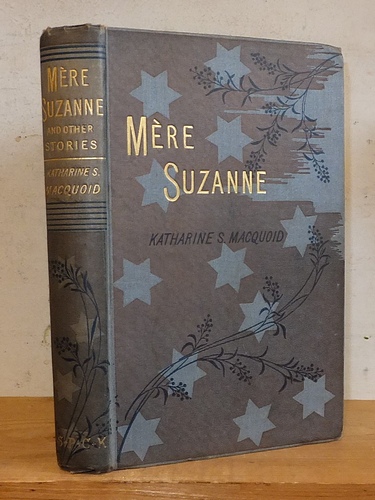 MÈRE
SUZANNE
AND OTHER
STORIES
KATHARINE S.
MACQUOID
S.P.C.K
MÈRE
SUZANNE
KATHARINE S. MACQUOID